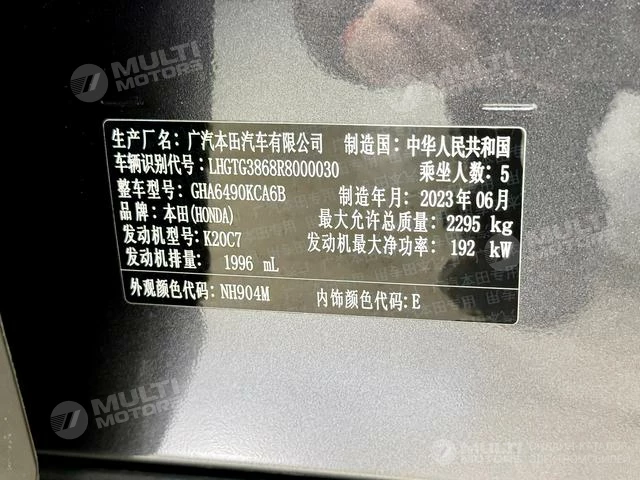 MULTI
MOTORS
MULTI
MOTORS
生产厂名：广汽本田汽车有限公司 制造国：中华人民共和国
车辆识别代号：LHGTG3868R8000030 乘坐人数：5
整车型号：GHA6490KCA6B 制造年月：2023年06月
品牌：本田(HONDA) 最大允许总质量：2295 kg
发动机型号：K20C7 发动机最大净功率：192 kW
发动机排量：1996 mL
外观颜色代码：NH904M 内饰颜色代码：E
MULTI
MOTORS
MULTI
MOTORS